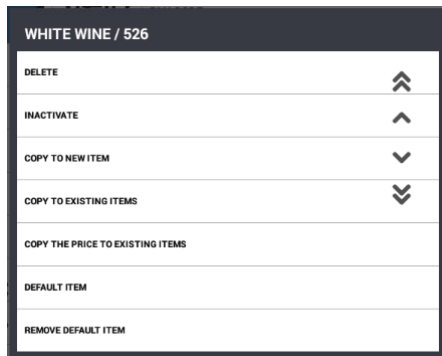 WHITE WINE / 526
DELETE
INACTIVATE
COPY TO NEW ITEM
COPY TO EXISTING ITEMS
COPY THE PRICE TO EXISTING ITEMS
DEFAULT ITEM
REMOVE DEFAULT ITEM